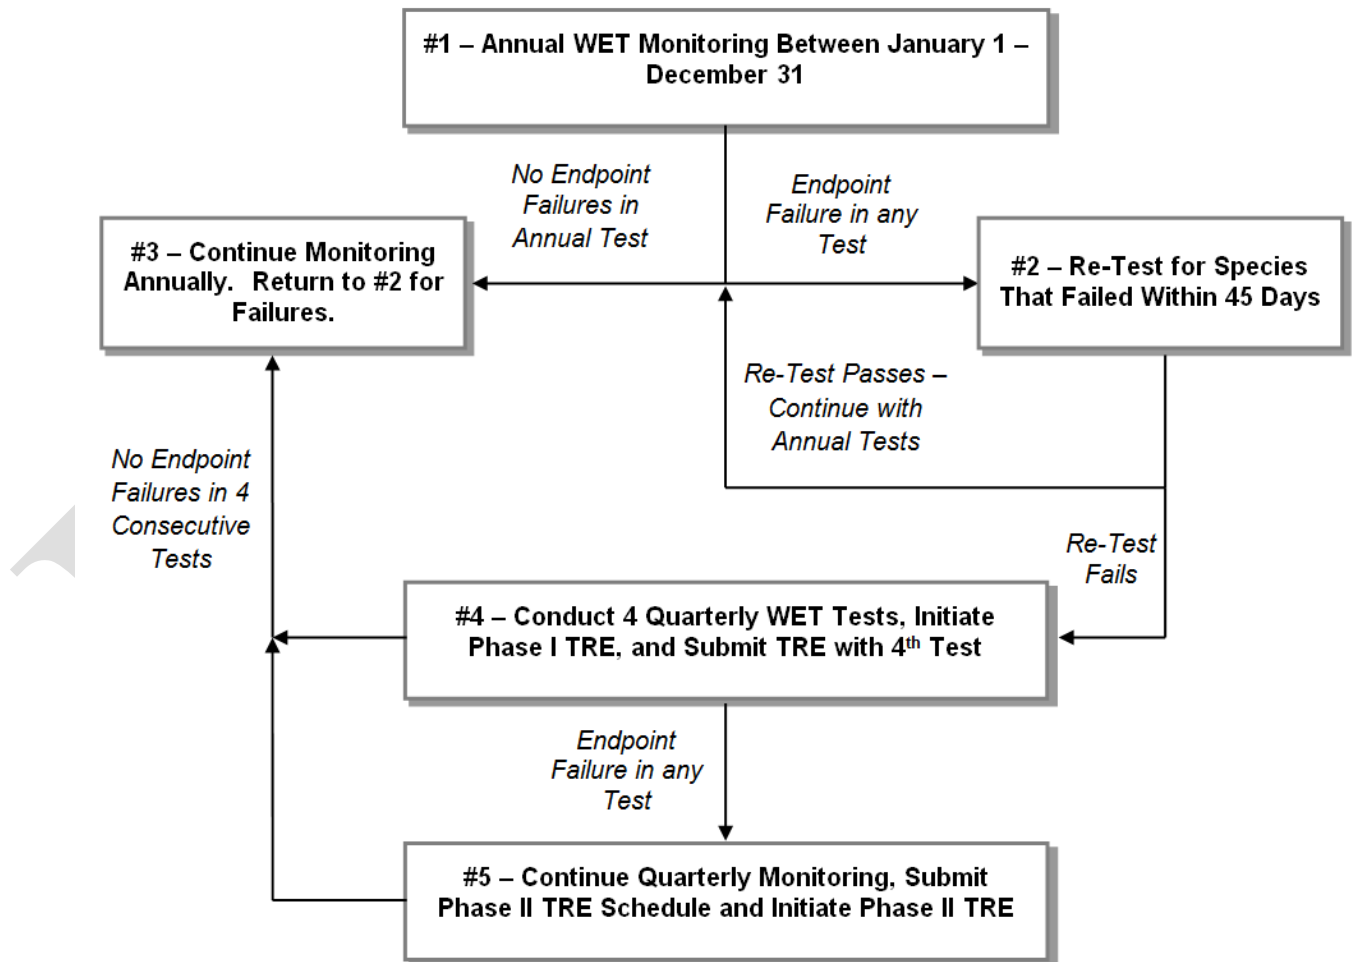 #1 – Annual WET Monitoring Between January 1 –
December 31
No Endpoint
Failures in
Annual Test
Endpoint
Failure in any
Test
#3 – Continue Monitoring
Annually.  Return to #2 for
Failures.
#2 – Re-Test for Species
That Failed Within 45 Days
Re-Test Passes –
Continue with
Annual Tests
No Endpoint
Failures in 4
Consecutive
Tests
Re-Test
Fails
#4 – Conduct 4 Quarterly WET Tests, Initiate
Phase I TRE, and Submit TRE with 4th Test
Endpoint
Failure in any
Test
#5 – Continue Quarterly Monitoring, Submit
Phase II TRE Schedule and Initiate Phase II TRE